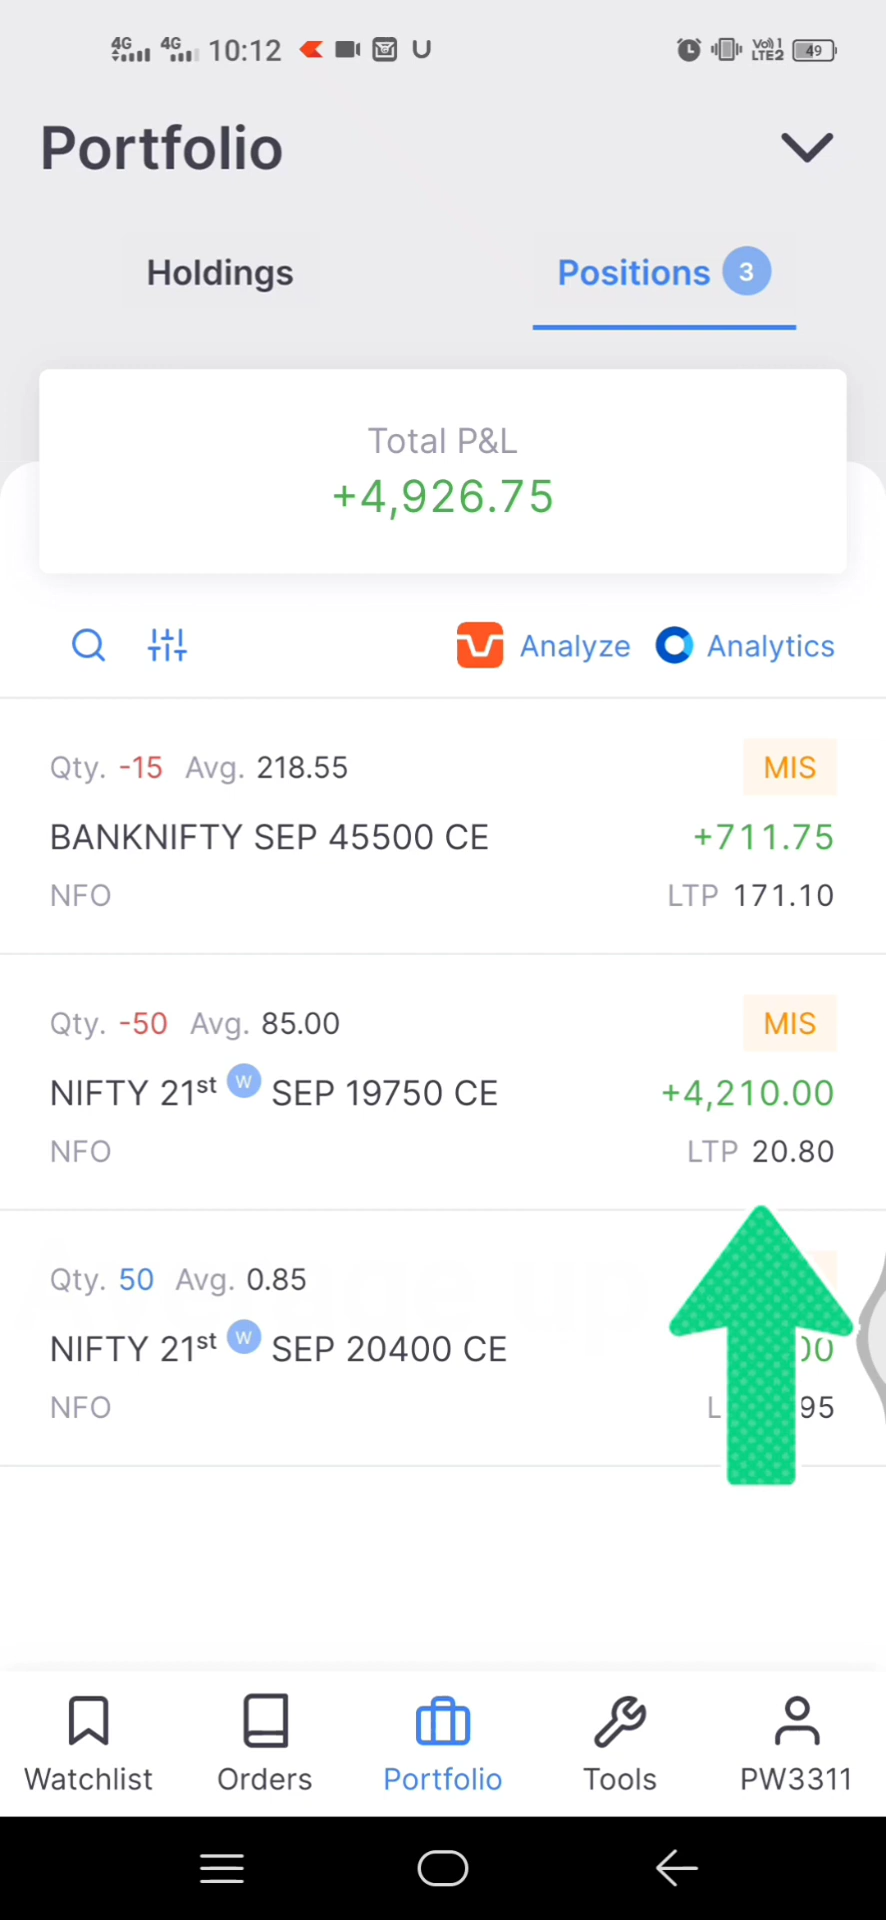 4G 4G 10:12 Vo) 1 LTE2 49
Portfolio
Holdings Positions 3
Total P&L
+4,926.75
Analyze Analytics
Qty. -15 Avg. 218.55 MIS
BANKNIFTY SEP 45500 CE +711.75
NFO LTP 171.10
Qty. -50 Avg. 85.00 MIS
NIFTY 21st W SEP 19750 CE +4,210.00
NFO LTP 20.80
Qty. 50 Avg. 0.85
NIFTY 21st W SEP 20400 CE
NFO
Watchlist Orders Portfolio Tools PW3311